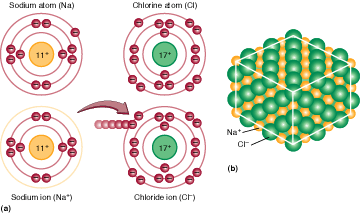 Sodium atom (Na)
Chlorine atom (Cl)
11+
17+
11+
17+
Sodium ion (Na+)
Chloride ion (Cl−)
(a)
Na+
Cl−
(b)